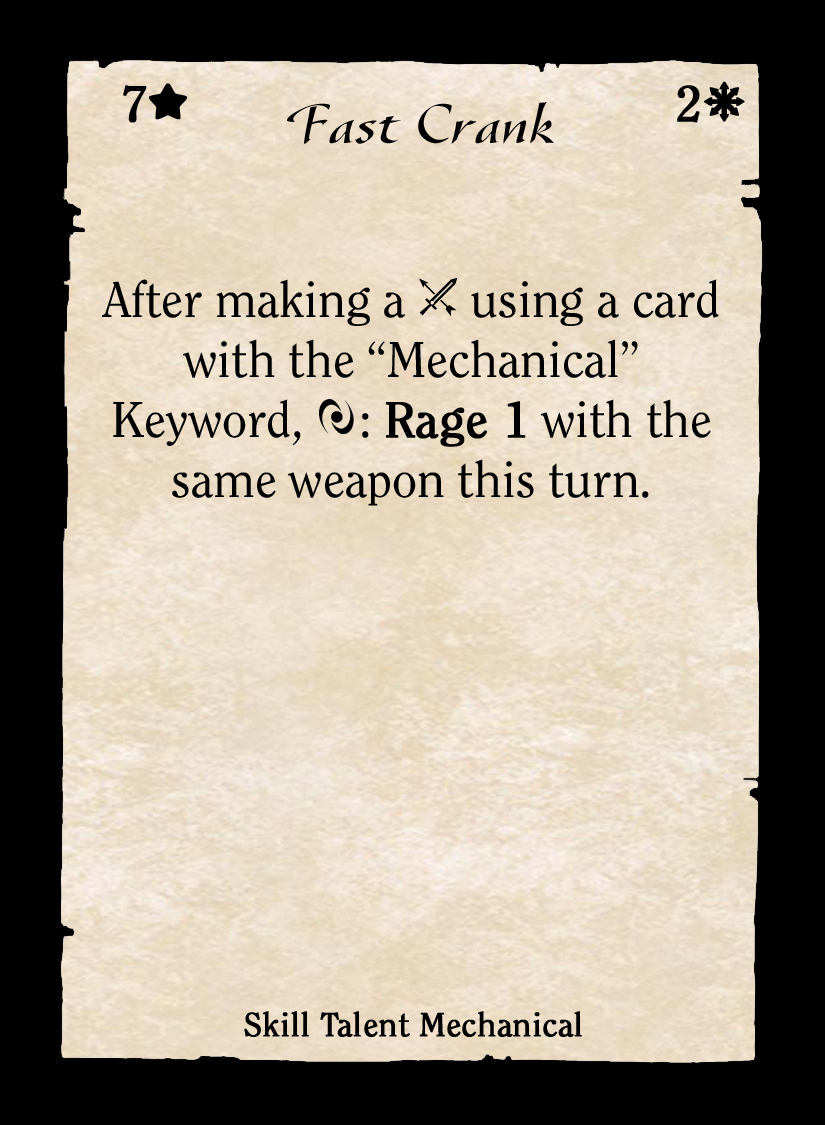 7★ Fast Crank 2
After making a using a card
with the “Mechanical”
Keyword, : Rage 1 with the
same weapon this turn.
Skill Talent Mechanical